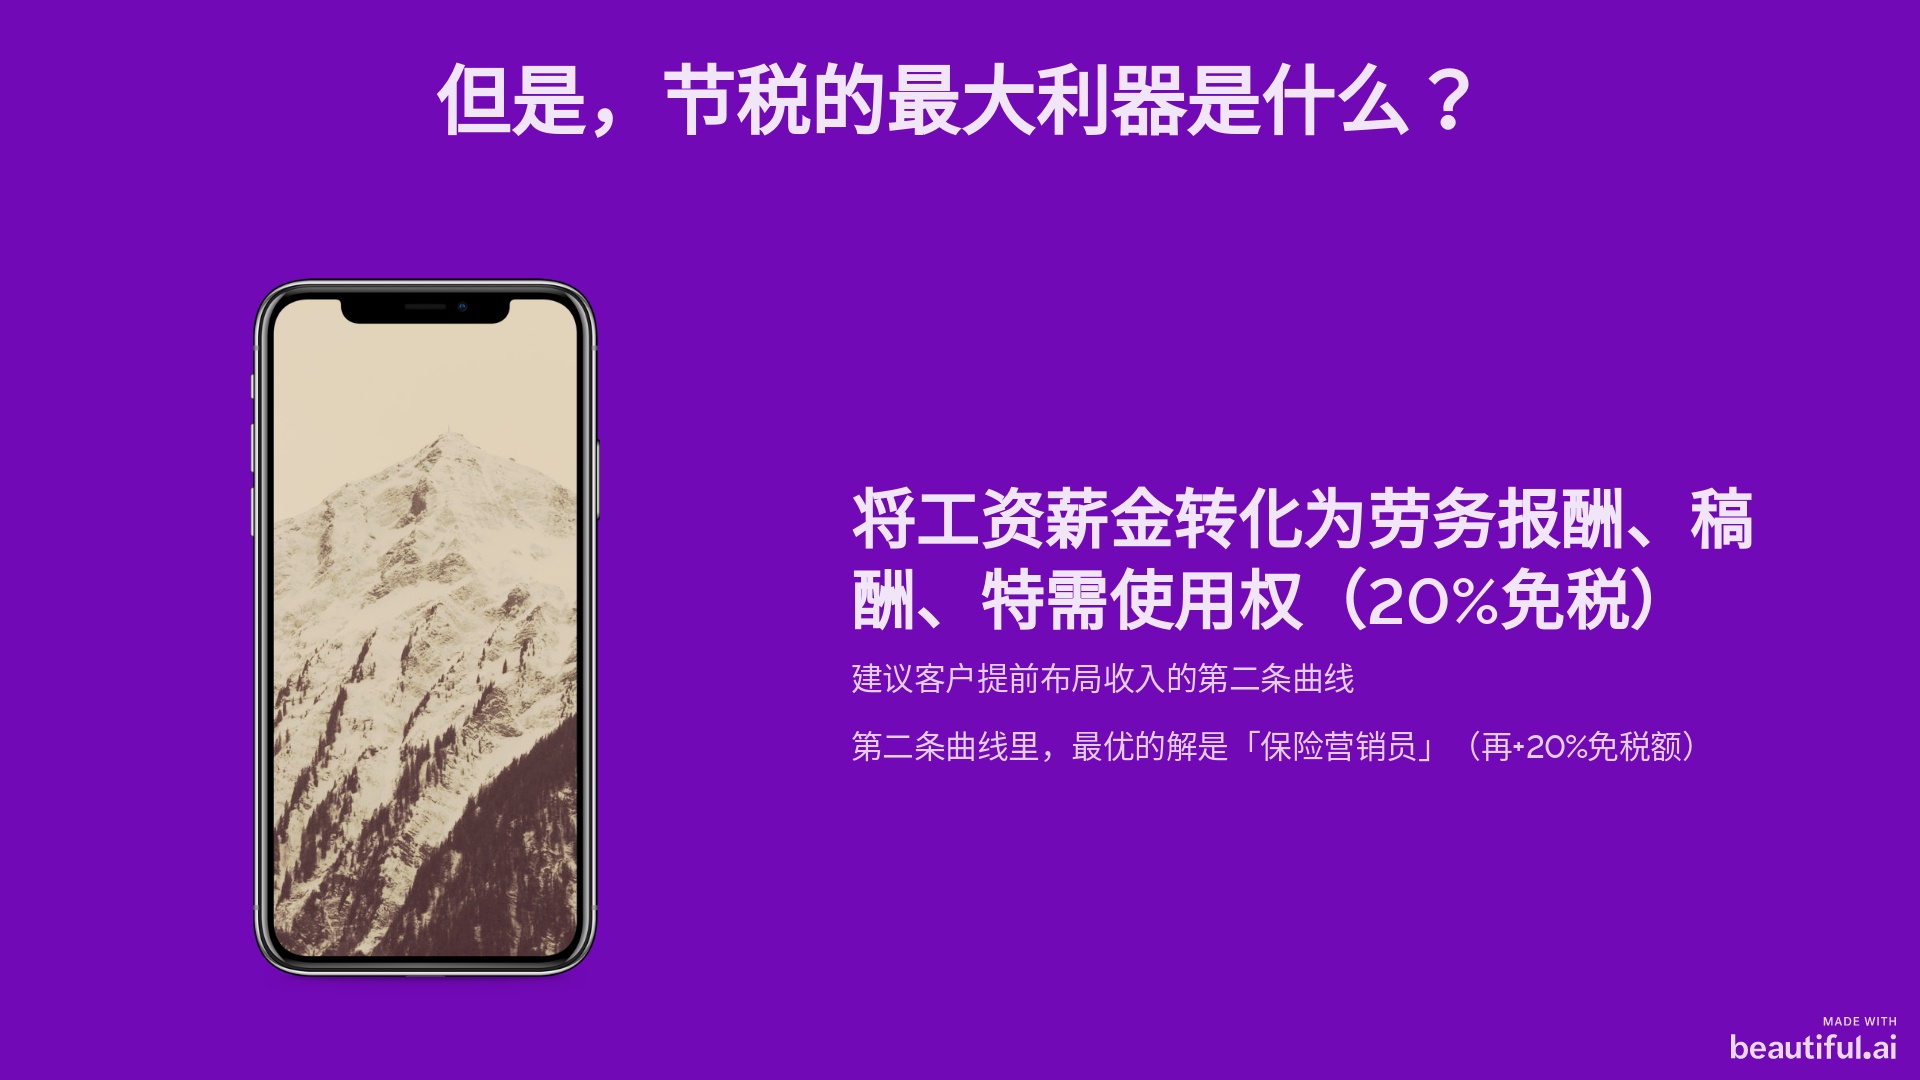 但是，节税的最大利器是什么？
将工资薪金转化为劳务报酬、稿
酬、特需使用权（20%免税）
建议客户提前布局收入的第二条曲线
第二条曲线里，最优的解是「保险营销员」（再+20%免税额）
MADE WITH
beautiful.ai